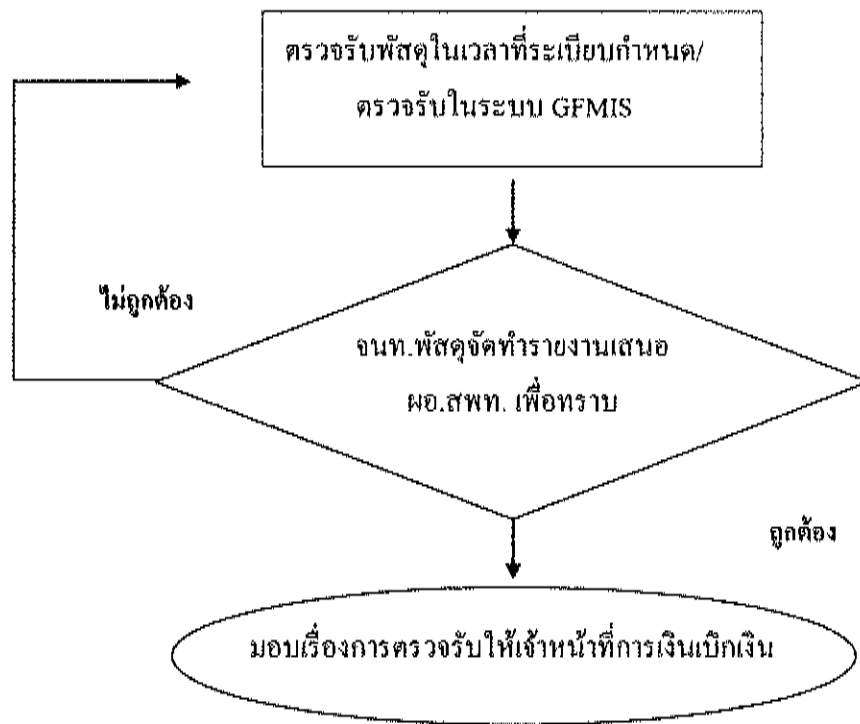 ตรวจรับพัสดุในเวลาที่ระเบียบกำหนด/
ตรวจรับในระบบ GFMIS
ไม่ถูกต้อง
จนท.พัสดุจัดทำรายงานเสนอ
ผอ.สพท. เพื่อทราบ
ถูกต้อง
มอบเรื่องการตรวจรับให้เจ้าหน้าที่การเงินเบิกเงิน